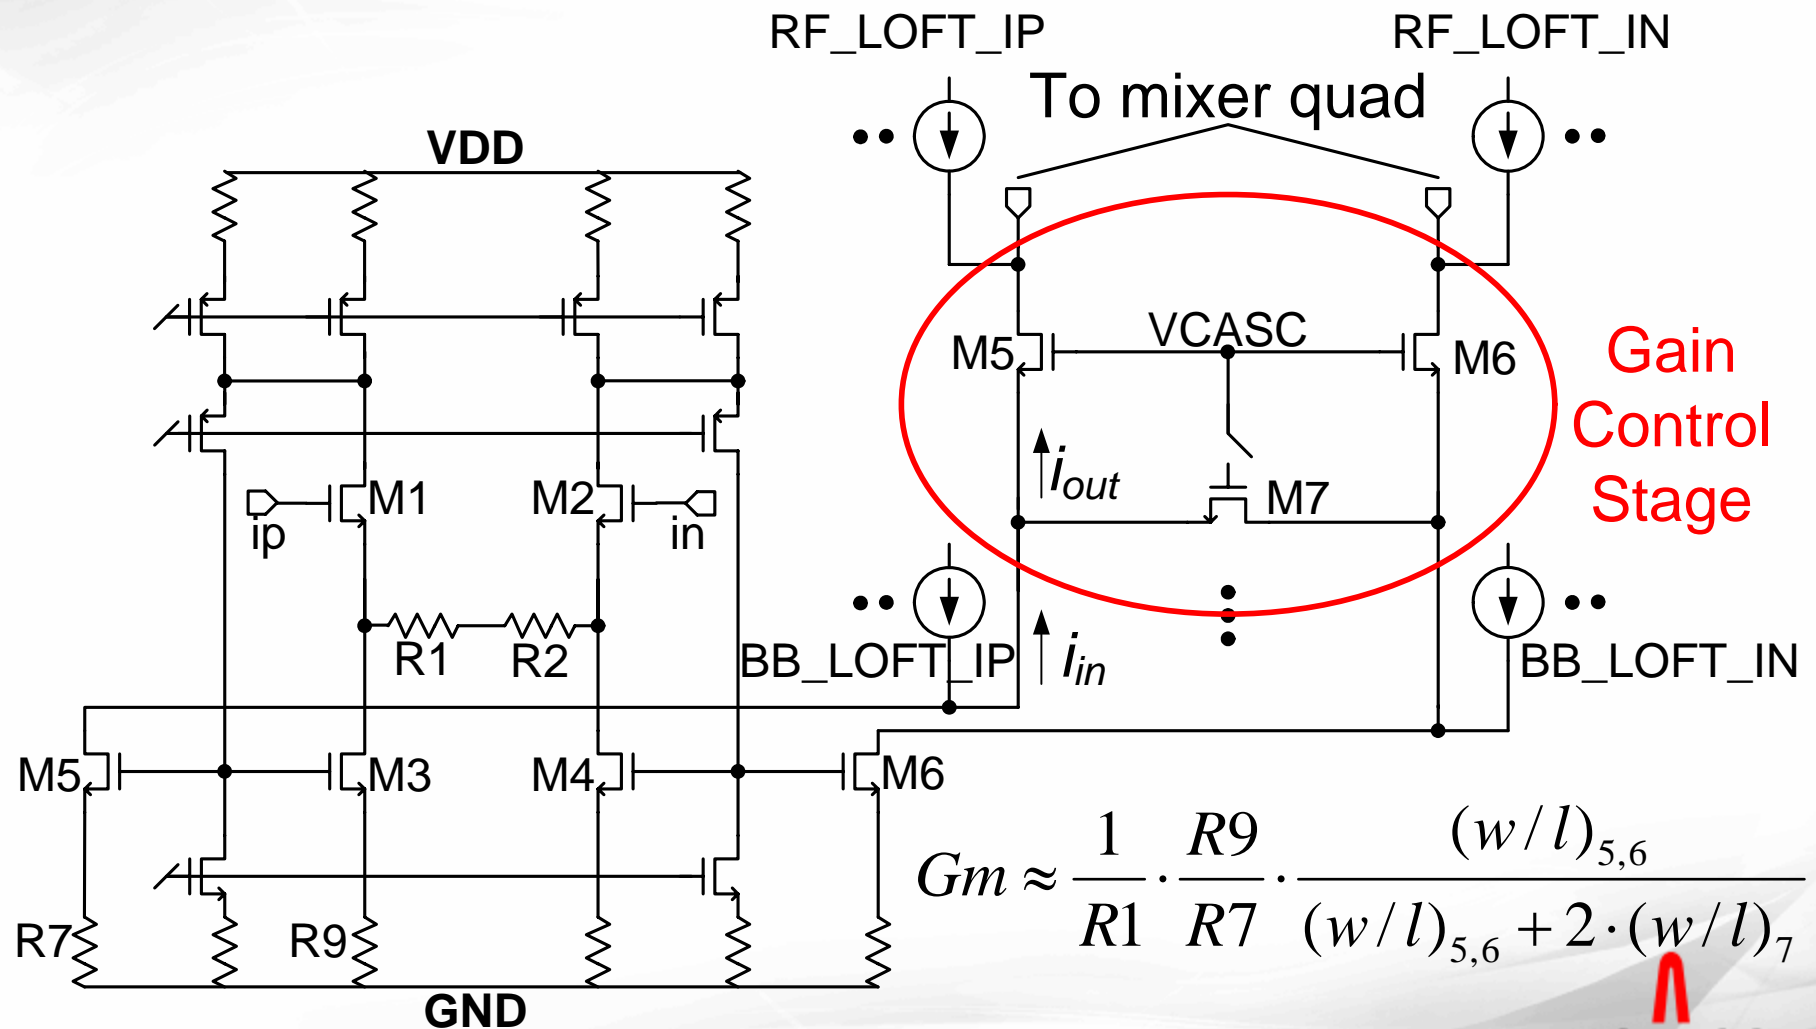 RF_LOFT_IP
RF_LOFT_IN
To mixer quad
VDD
VCASC
M5
M6
Gain
Control
Stage
iout
M7
ip
M1
M2
in
R1
R2
BB_LOFT_IP
iin
BB_LOFT_IN
M5
M3
M4
M6
Gm ≈ 1/R1 · R9/R7 · (w/l)5,6 / ((w/l)5,6 + 2·(w/l)7)
R7
R9
GND